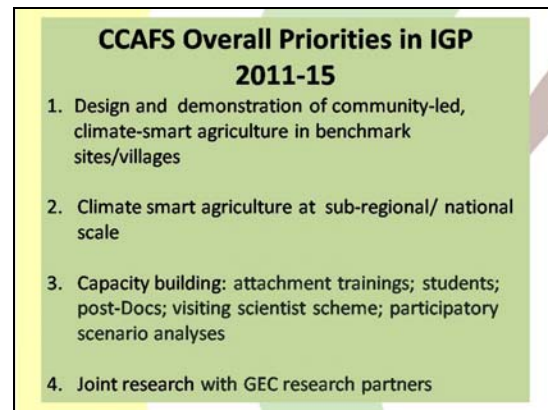 CCAFS Overall Priorities in IGP
2011-15
1. Design and demonstration of community-led,
climate-smart agriculture in benchmark
sites/villages
2. Climate smart agriculture at sub-regional/ national
scale
3. Capacity building: attachment trainings; students;
post-Docs; visiting scientist scheme; participatory
scenario analyses
4. Joint research with GEC research partners